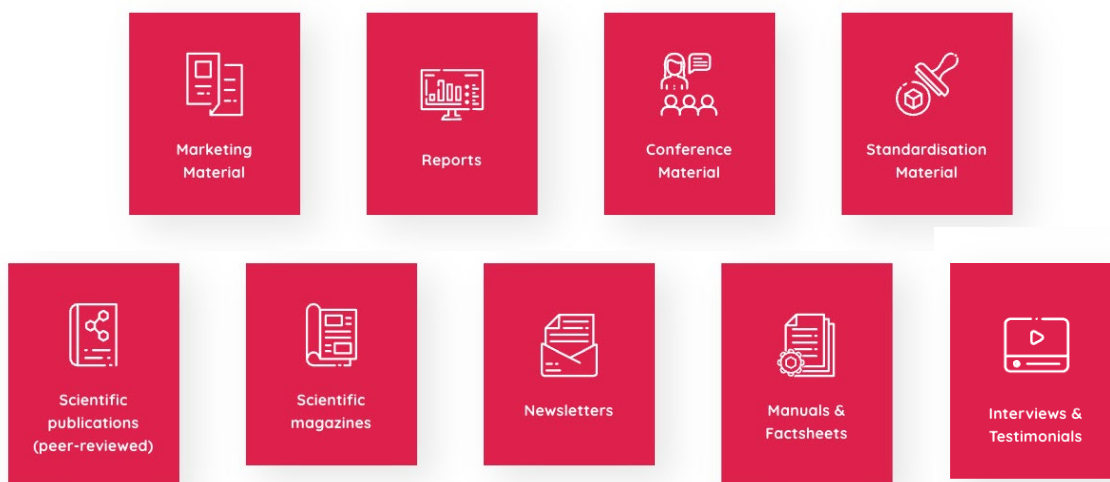 Marketing
Material
Reports
Conference
Material
Standardisation
Material
Scientific
publications
(peer-reviewed)
Scientific
magazines
Newsletters
Manuals &
Factsheets
Interviews &
Testimonials